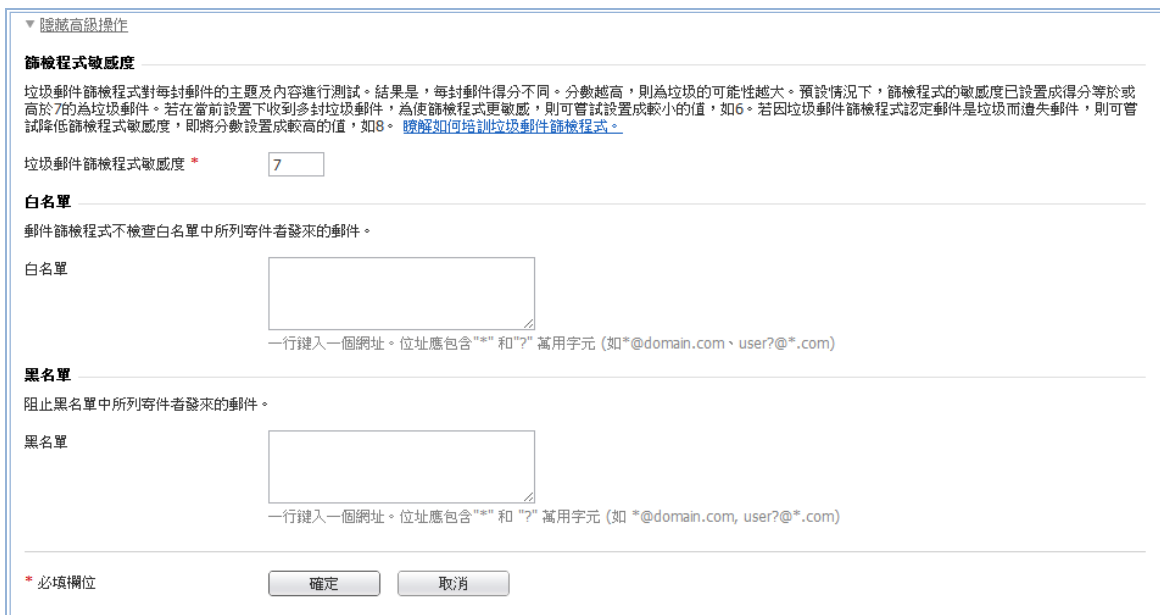 ▼ 隱藏高級操作
篩檢程式敏感度
垃圾郵件篩檢程式對每封郵件的主題及內容進行測試。結果是，每封郵件得分不同。分數越高，則為垃圾的可能性越大。預設情況下，篩檢程式的敏感度已設置成得分等於或
高於7的為垃圾郵件。若在當前設置下收到多封垃圾郵件，為使篩檢程式更敏感，則可嘗試設置成較小的值，如6。若因垃圾郵件篩檢程式認定郵件是垃圾而遺失郵件，則可嘗
試降低篩檢程式敏感度，即將分數設置成較高的值，如8。 瞭解如何培訓垃圾郵件篩檢程式。
垃圾郵件篩檢程式敏感度 * 7
白名單
郵件篩檢程式不檢查白名單中所列寄件者發來的郵件。
白名單
一行鍵入一個網址。位址應包含"*" 和"?" 萬用字元 (如*@domain.com、user?@*.com)
黑名單
阻止黑名單中所列寄件者發來的郵件。
黑名單
一行鍵入一個網址。位址應包含"*" 和 "?" 萬用字元 (如 *@domain.com, user?@*.com)
* 必填欄位 確定 取消